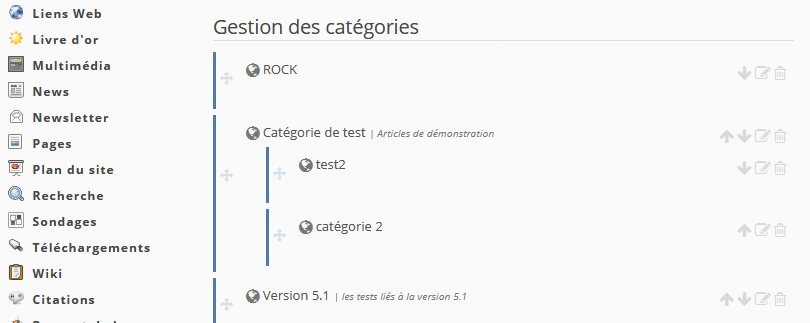 Liens Web
Livre d'or
Multimédia
News
Newsletter
Pages
Plan du site
Recherche
Sondages
Téléchargements
Wiki
Citations
Gestion des catégories
ROCK
Catégorie de test | Articles de démonstration
test2
catégorie 2
Version 5.1 | les tests liés à la version 5.1